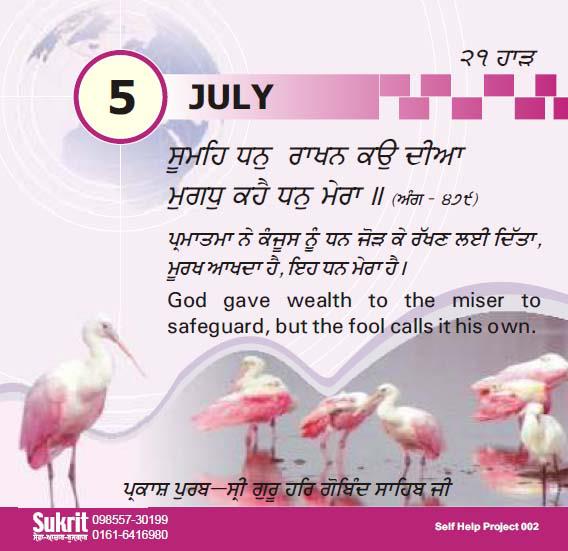 ੨੧ ਹਾੜ
5 JULY
ਸੂਮਹਿ ਧਨੁ ਰਾਖਨ ਕਉ ਦੀਆ
ਮੁਗਧੁ ਕਹੈ ਧਨੁ ਮੇਰਾ ॥ (ਅੰਗ - ੪੭੯)
ਪ੍ਰਮਾਤਮਾ ਨੇ ਕੰਜੂਸ ਨੂੰ ਧਨ ਜੋੜ ਕੇ ਰੱਖਣ ਲਈ ਦਿੱਤਾ,
ਮੂਰਖ ਆਖਦਾ ਹੈ, ਇਹ ਧਨ ਮੇਰਾ ਹੈ।
God gave wealth to the miser to
safeguard, but the fool calls it his own.
ਪ੍ਰਕਾਸ਼ ਪੁਰਬ—ਸ੍ਰੀ ਗੁਰੂ ਹਰਿ ਗੋਬਿੰਦ ਸਾਹਿਬ ਜੀ
Sukrit 098557-30199
0161-6416980
Self Help Project 002